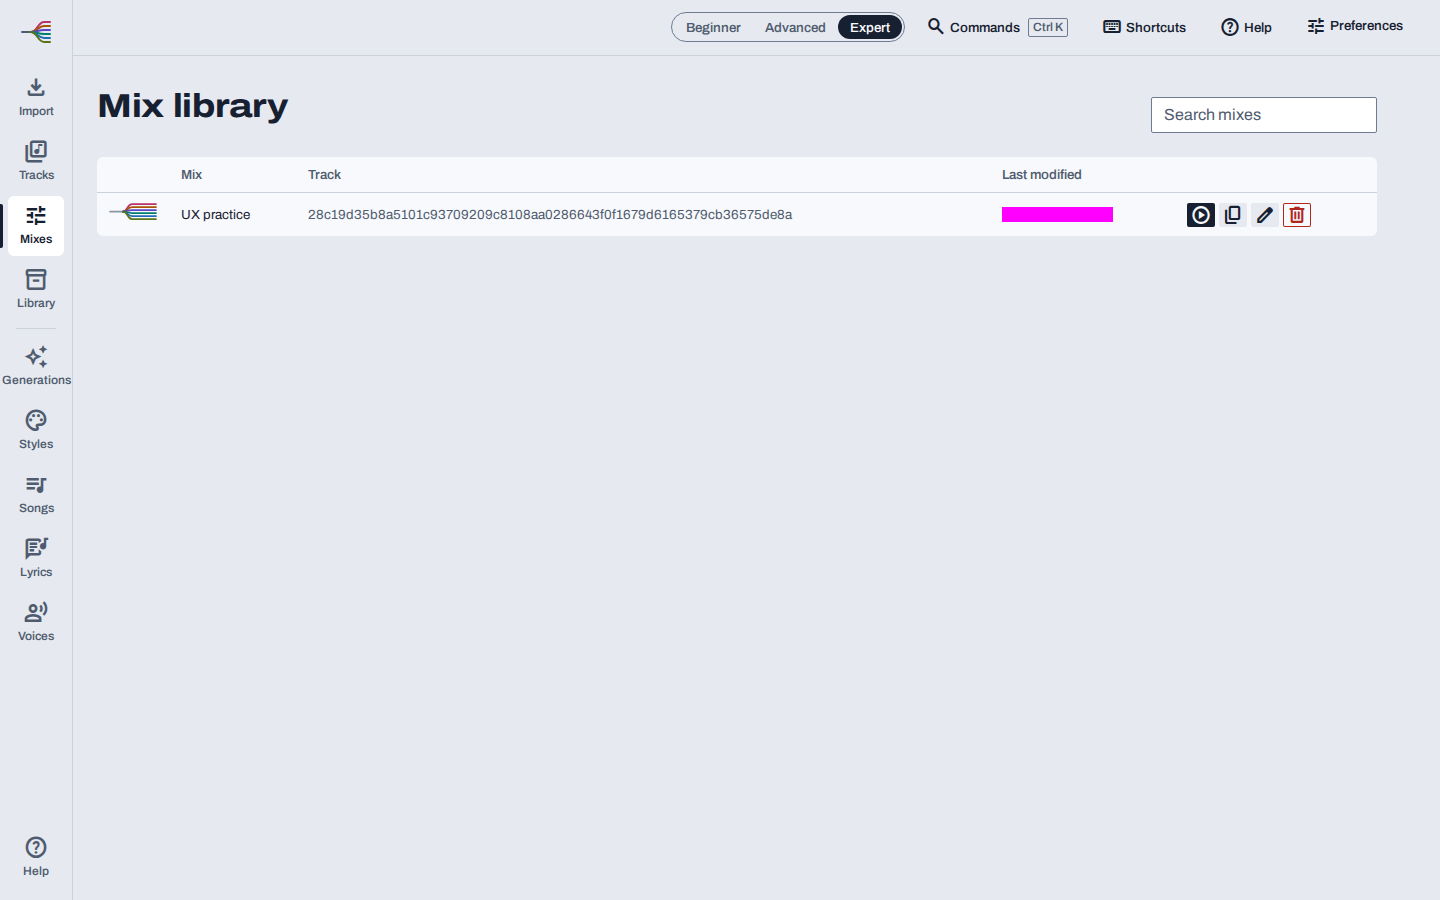 Beginner
Advanced
Expert
Commands
Ctrl K
Shortcuts
Help
Preferences
Import
Tracks
Mixes
Library
Generations
Styles
Songs
Lyrics
Voices
Help
Mix library
Search mixes
Mix
Track
Last modified
UX practice
28c19d35b8a5101c93709209c8108aa0286643f0f1679d6165379cb36575de8a